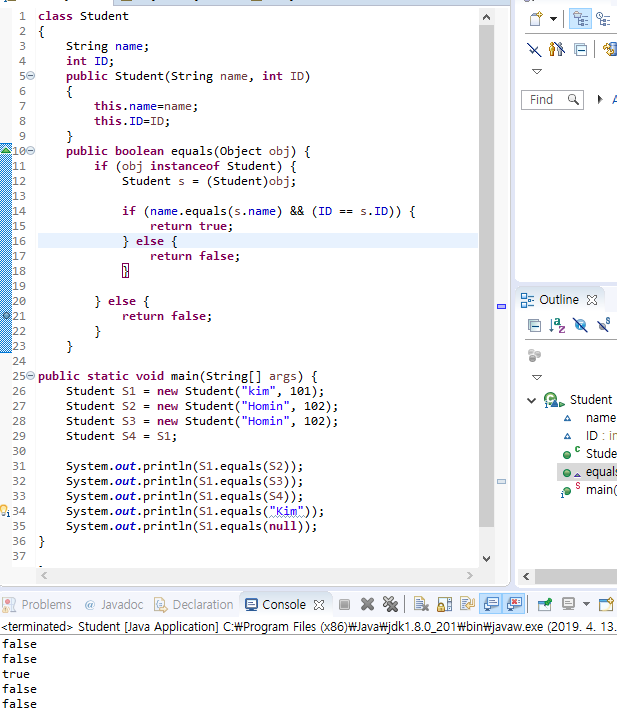 1 class Student
2 {
3 String name;
4 int ID;
5 public Student(String name, int ID)
6 {
7 this.name=name;
8 this.ID=ID;
9 }
10 public boolean equals(Object obj) {
11 if (obj instanceof Student) {
12 Student s = (Student)obj;
13
14 if (name.equals(s.name) && (ID == s.ID)) {
15 return true;
16 } else {
17 return false;
18 }
19
20 } else {
21 return false;
22 }
23 }
24
25 public static void main(String[] args) {
26 Student S1 = new Student("kim", 101);
27 Student S2 = new Student("Homin", 102);
28 Student S3 = new Student("Homin", 102);
29 Student S4 = S1;
30
31 System.out.println(S1.equals(S2));
32 System.out.println(S1.equals(S3));
33 System.out.println(S1.equals(S4));
34 System.out.println(S1.equals("Kim"));
35 System.out.println(S1.equals(null));
36 }
37
Find
Outline
Student
name
ID : in
Stude
equals
main(
Problems @ Javadoc Declaration Console
<terminated> Student [Java Application] C:₩Program Files (x86)₩Java₩jdk1.8.0_201₩bin₩javaw.exe (2019. 4. 13.
false
false
true
false
false